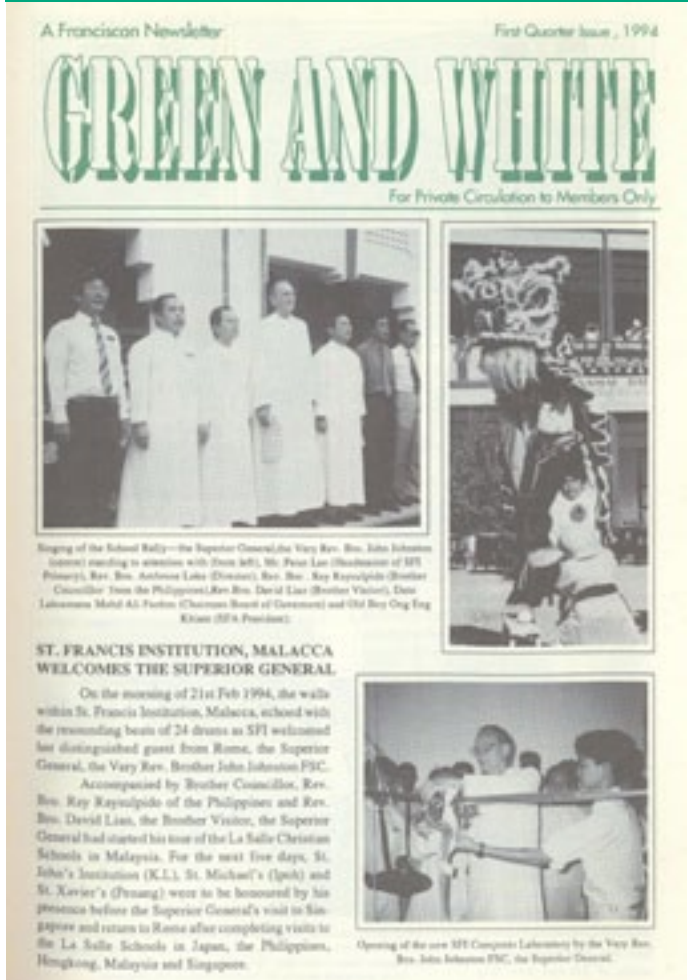 A Franciscan Newsletter
First Quarter Issue, 1994
GREEN AND WHITE
For Private Circulation to Members Only
Singing of the School Rally—the Superior General, the Very Rev. Bro. John Johnston
(centre) standing to attention with (from left), Mr. Peter Lee (Headmaster of SFI
Primary), Rev. Bro. Anthony Loke (Director), Rev. Bro. Ray Raysulpido (Brother
Councillor from the Philippines), Rev. Bro. David Lian (Brother Visitor), Dato
Mohd Ali (Chairman Board of Governors) and Old Boy Ong Eng
(SFA President).
ST. FRANCIS INSTITUTION, MALACCA
WELCOMES THE SUPERIOR GENERAL
On the morning of 21st Feb 1994, the walls
within St. Francis Institution, Malacca, echoed with
the resounding beats of 24 drums as SFI welcomed
her distinguished guest from Rome, the Superior
General, the Very Rev. Brother John Johnston FSC.
Accompanied by Brother Councillor, Rev.
Bro. Ray Raysulpido of the Philippines and Rev.
Bro. David Lian, the Brother Visitor, the Superior
General had started his tour of the La Salle Christian
Schools in Malaysia. For the next five days, St.
John's Institution (K.L), St. Michael's (Ipoh) and
St. Xavier's (Penang) were to be honoured by his
presence before the Superior General's visit to Sin-
gapore and return to Rome after completing visits to
the La Salle Schools in Japan, the Philippines,
Hongkong, Malaysia and Singapore.
Opening of the new SFI Computer Laboratory by the Very Rev.
Bro. John Johnston FSC, the Superior General.